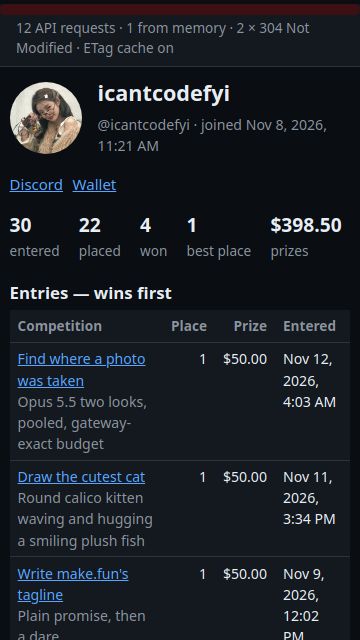 12 API requests · 1 from memory · 2 × 304 Not
Modified · ETag cache on
icantcodefyi
@icantcodefyi · joined Nov 8, 2026,
11:21 AM
Discord Wallet
30 22 4 1 $398.50
entered placed won best place prizes
Entries — wins first
Competition Place Prize Entered
Find where a photo 1 $50.00 Nov 12,
was taken 2026,
Opus 5.5 two looks, 4:03 AM
pooled, gateway-
exact budget
Draw the cutest cat 1 $50.00 Nov 11,
Round calico kitten 2026,
waving and hugging 3:34 PM
a smiling plush fish
Write make.fun's 1 $50.00 Nov 9,
tagline 2026,
Plain promise, then 12:02
a dare PM